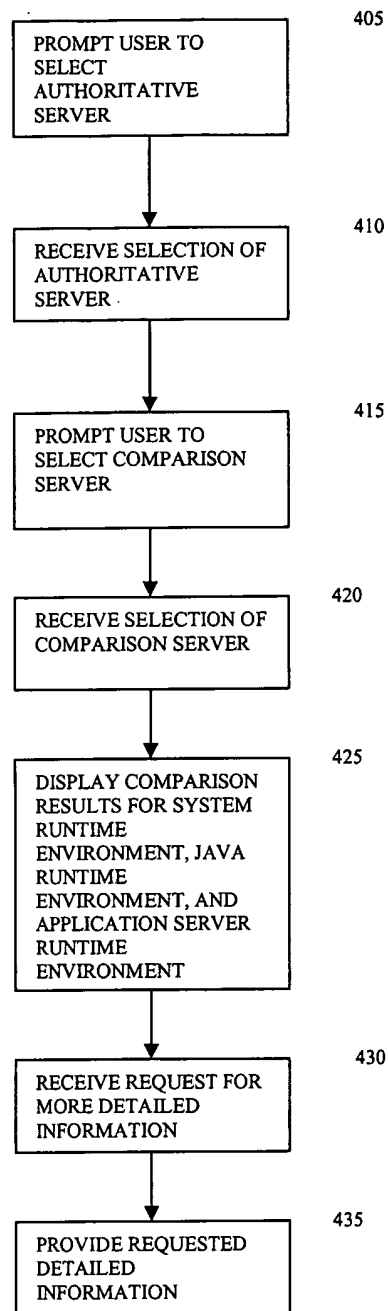 405
PROMPT USER TO
SELECT
AUTHORITATIVE
SERVER
410
RECEIVE SELECTION OF
AUTHORITATIVE
SERVER
415
PROMPT USER TO
SELECT COMPARISON
SERVER
420
RECEIVE SELECTION OF
COMPARISON SERVER
425
DISPLAY COMPARISON
RESULTS FOR SYSTEM
RUNTIME
ENVIRONMENT, JAVA
RUNTIME
ENVIRONMENT, AND
APPLICATION SERVER
RUNTIME
ENVIRONMENT
430
RECEIVE REQUEST FOR
MORE DETAILED
INFORMATION
435
PROVIDE REQUESTED
DETAILED
INFORMATION